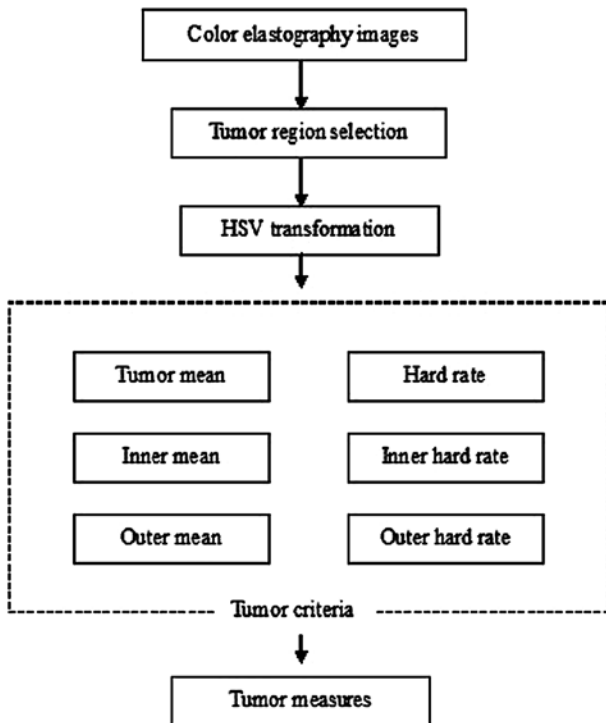 Color elastography images
Tumor region selection
HSV transformation
Tumor mean
Hard rate
Inner mean
Inner hard rate
Outer mean
Outer hard rate
Tumor criteria
Tumor measures